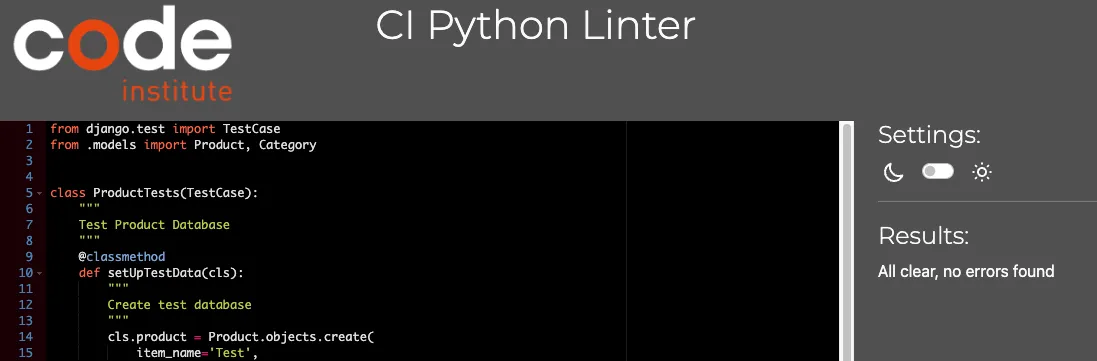 code
institute
CI Python Linter
1 from django.test import TestCase
2 from .models import Product, Category
3
4
5 class ProductTests(TestCase):
6     """
7     Test Product Database
8     """
9     @classmethod
10     def setUpTestData(cls):
11         """
12         Create test database
13         """
14         cls.product = Product.objects.create(
15             item_name='Test',
Settings:
Results:
All clear, no errors found